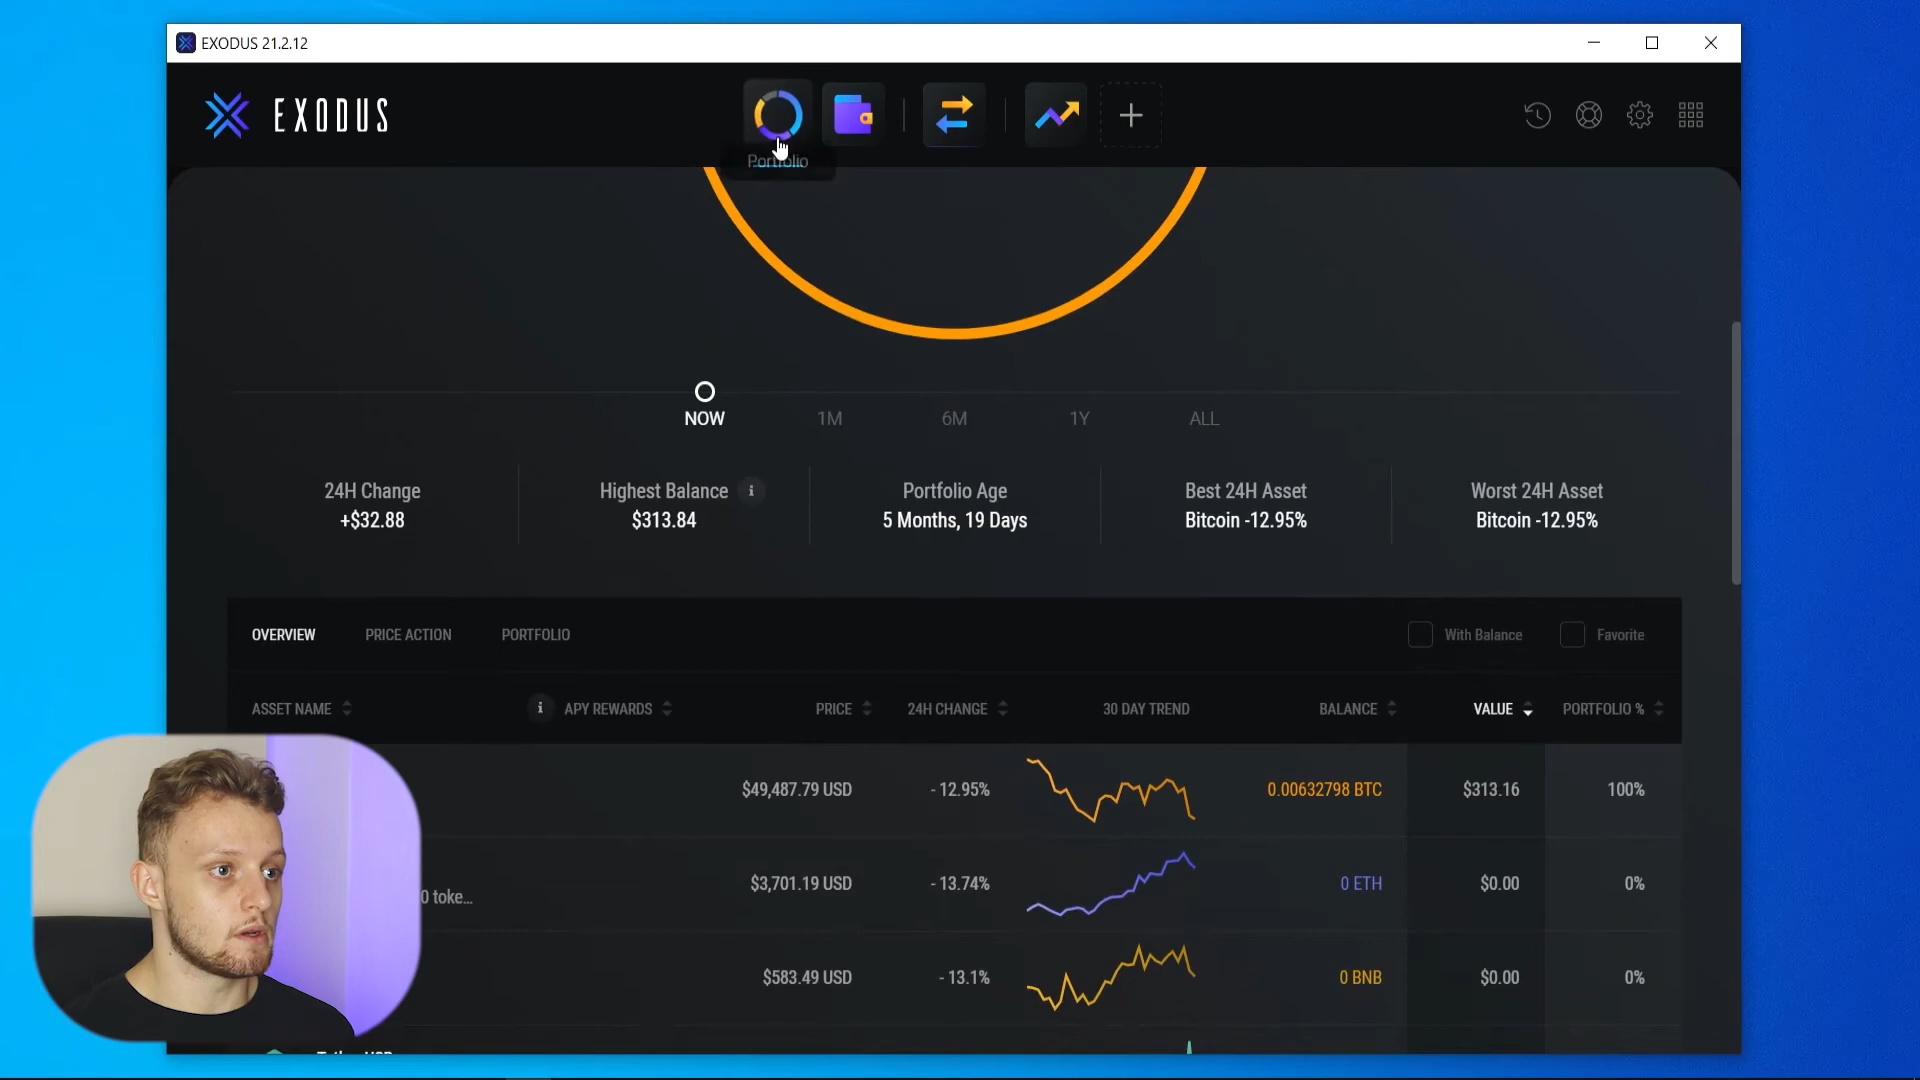 EXODUS 21.2.12
EXODUS
Portfolio
NOW 1M 6M 1Y ALL
24H Change Highest Balance i Portfolio Age Best 24H Asset Worst 24H Asset
+$32.88 $313.84 5 Months, 19 Days Bitcoin -12.95% Bitcoin -12.95%
OVERVIEW PRICE ACTION PORTFOLIO With Balance Favorite
ASSET NAME i APY REWARDS PRICE 24H CHANGE 30 DAY TREND BALANCE VALUE PORTFOLIO %
$49,487.79 USD - 12.95% 0.00632798 BTC $313.16 100%
$3,701.19 USD - 13.74% 0 ETH $0.00 0%
0 toke...
$583.49 USD - 13.1% 0 BNB $0.00 0%